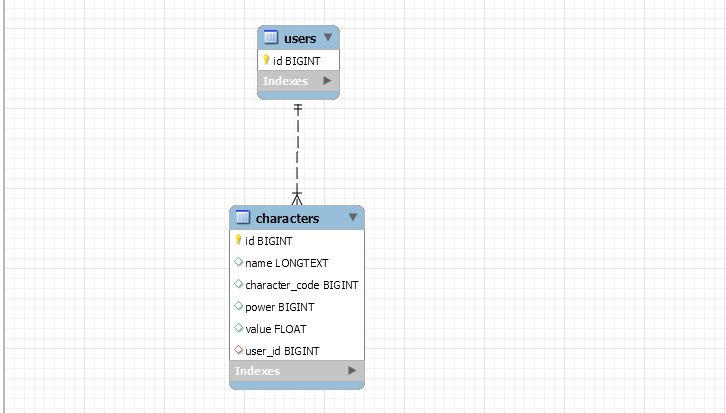 users
id BIGINT
Indexes
characters
id BIGINT
name LONGTEXT
character_code BIGINT
power BIGINT
value FLOAT
user_id BIGINT
Indexes